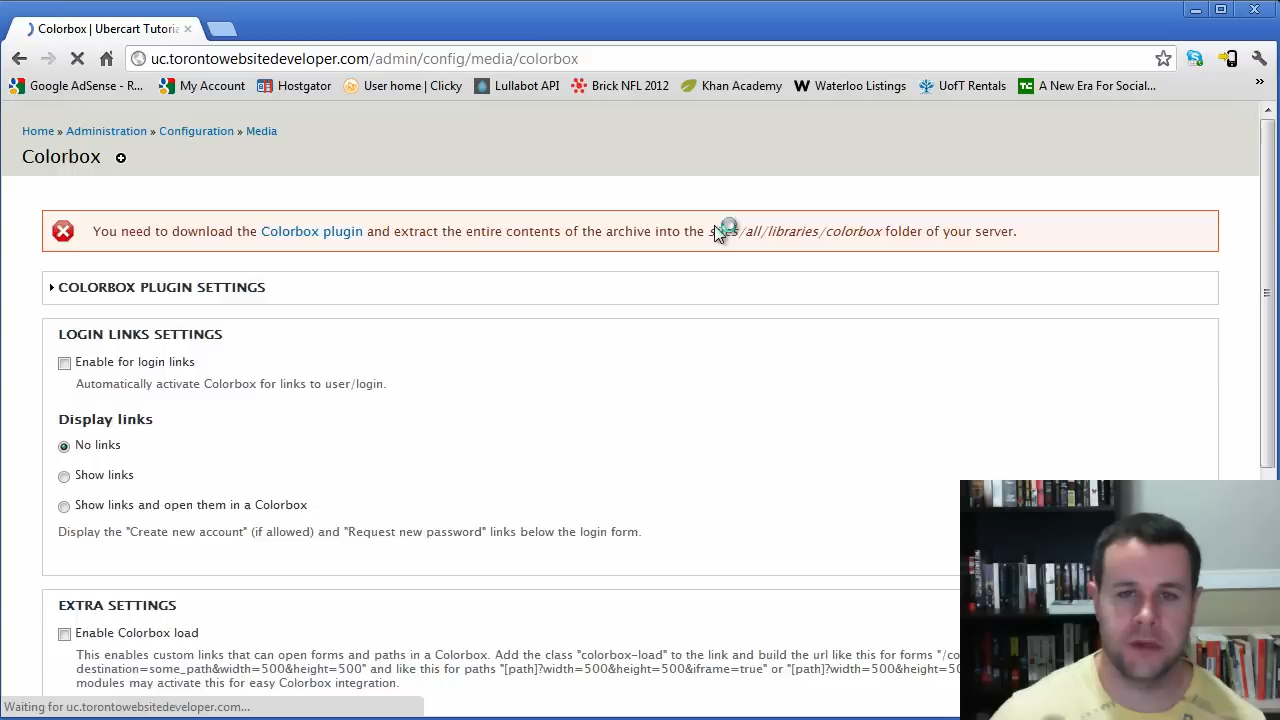 Colorbox | Ubercart Tutoria
uc.torontowebsitedeveloper.com/admin/config/media/colorbox
Google AdSense - R... My Account Hostgator User home | Clicky Lullabot API Brick NFL 2012 Khan Academy Waterloo Listings UofT Rentals A New Era For Social... »
Home » Administration » Configuration » Media
Colorbox
You need to download the Colorbox plugin and extract the entire contents of the archive into the sites/all/libraries/colorbox folder of your server.
COLORBOX PLUGIN SETTINGS
LOGIN LINKS SETTINGS
Enable for login links
Automatically activate Colorbox for links to user/login.
Display links
No links
Show links
Show links and open them in a Colorbox
Display the "Create new account" (if allowed) and "Request new password" links below the login form.
EXTRA SETTINGS
Enable Colorbox load
This enables custom links that can open forms and paths in a Colorbox. Add the class "colorbox-load" to the link and build the url like this for forms "/co
destination=some_path&width=500&height=500" and like this for paths "[path]?width=500&height=500&iframe=true" or "[path]?width=500&heigh
modules may activate this for easy Colorbox integration.
Waiting for uc.torontowebsitedeveloper.com...